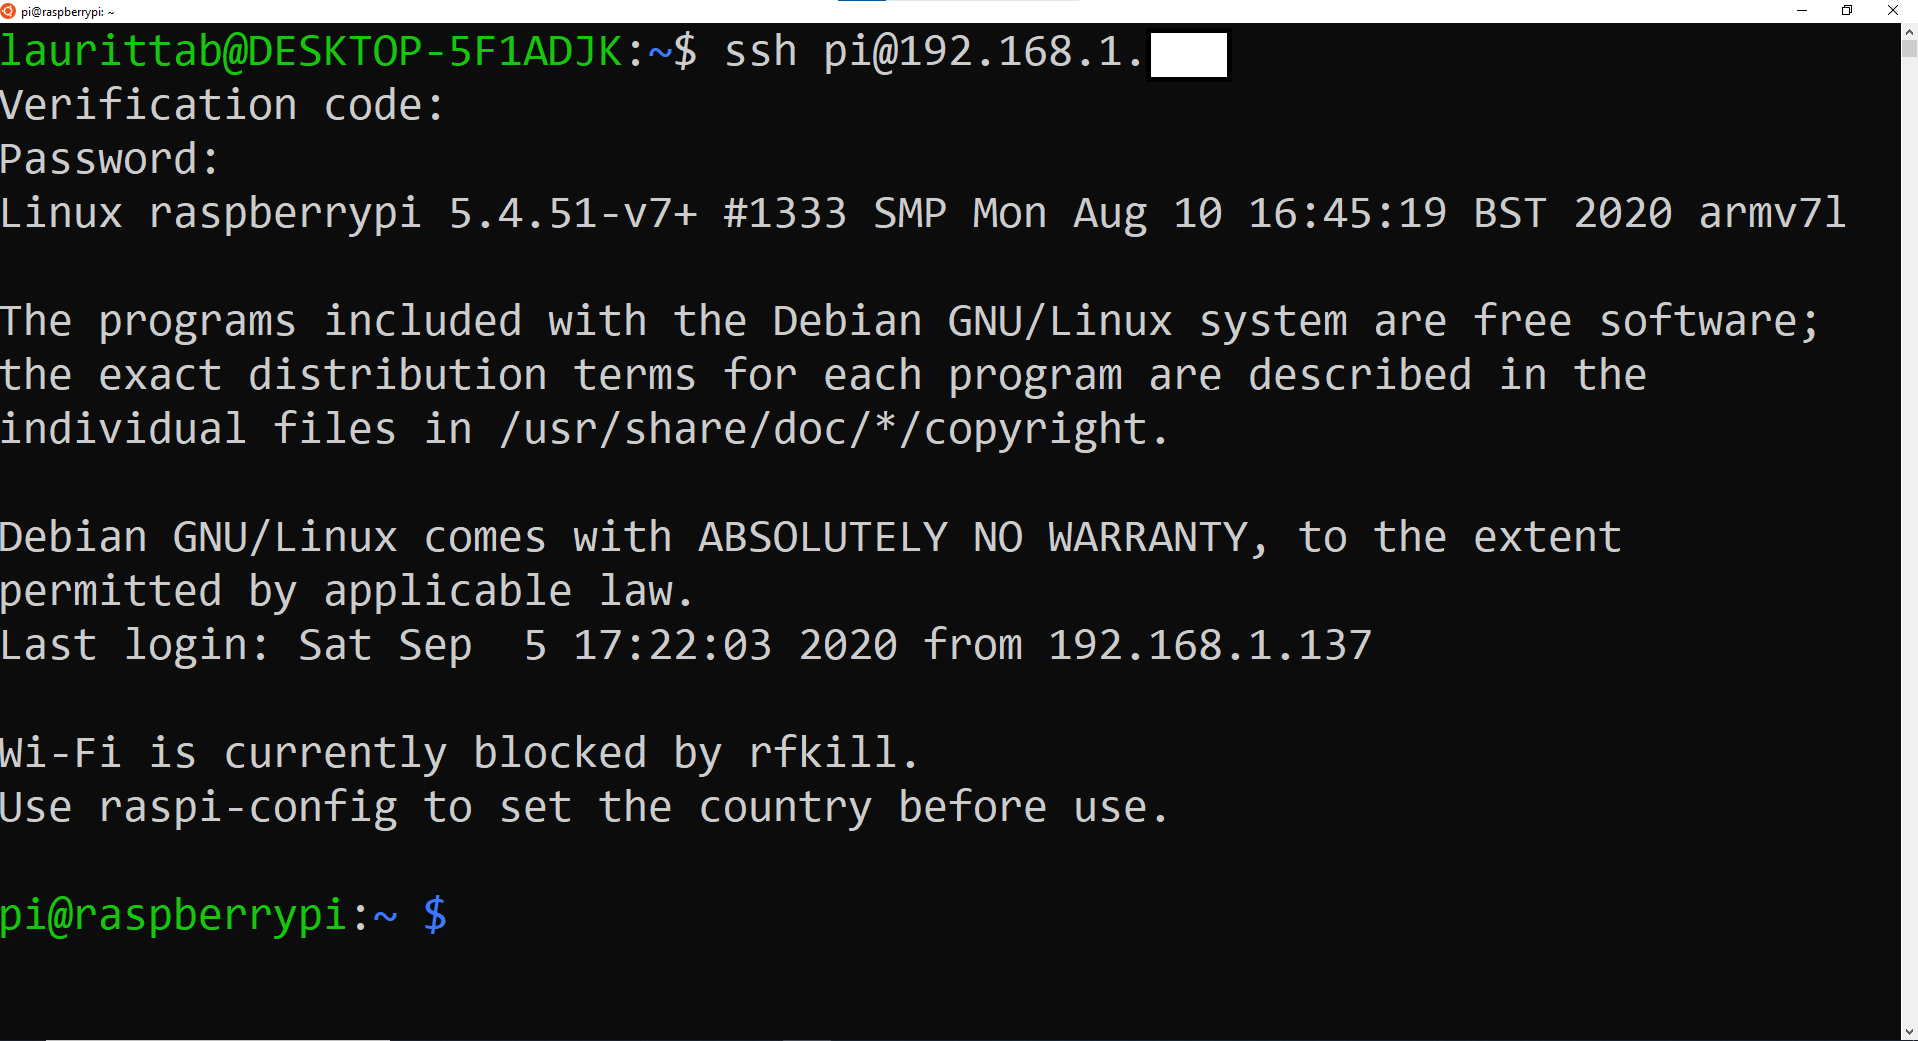 pi@raspberrypi: ~
laurittab@DESKTOP-5F1ADJK:~$ ssh pi@192.168.1.
Verification code:
Password:
Linux raspberrypi 5.4.51-v7+ #1333 SMP Mon Aug 10 16:45:19 BST 2020 armv7l
The programs included with the Debian GNU/Linux system are free software;
the exact distribution terms for each program are described in the
individual files in /usr/share/doc/*/copyright.
Debian GNU/Linux comes with ABSOLUTELY NO WARRANTY, to the extent
permitted by applicable law.
Last login: Sat Sep  5 17:22:03 2020 from 192.168.1.137
Wi-Fi is currently blocked by rfkill.
Use raspi-config to set the country before use.
pi@raspberrypi:~ $